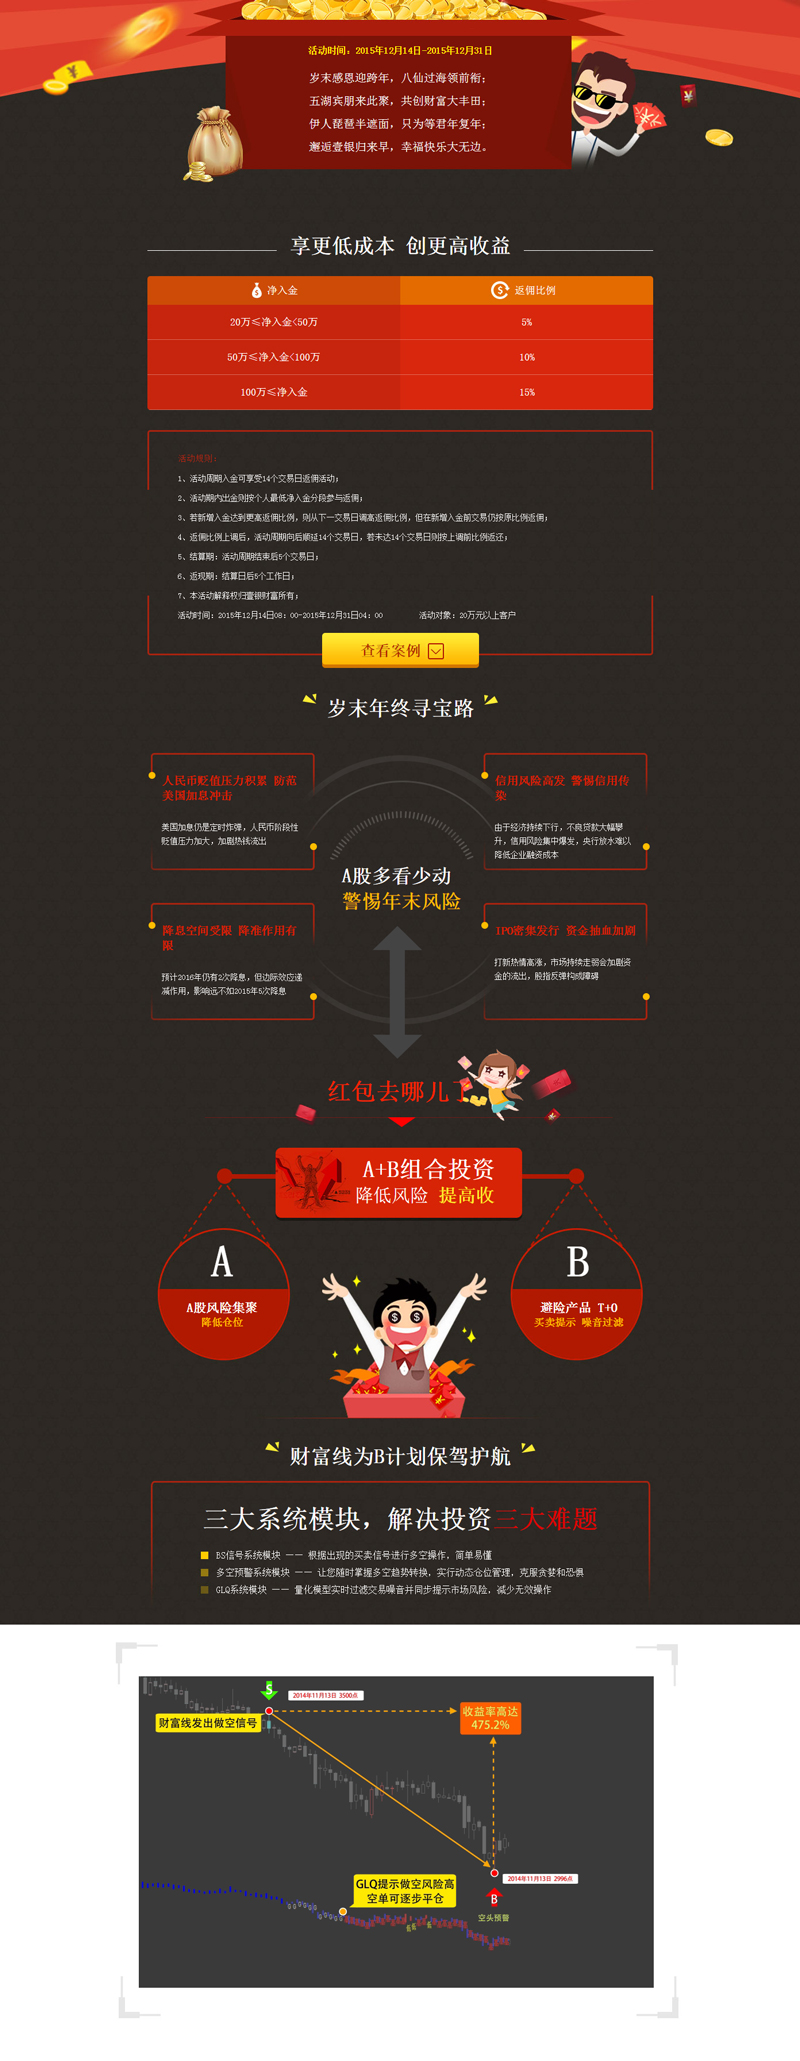 活动时间：2015年12月14日-2015年12月31日
岁末感恩迎跨年，八仙过海领前衔；
五湖宾朋来此聚，共创财富大丰田；
伊人琵琶半遮面，只为等君年复年；
邂逅壹银归来早，幸福快乐大无边。
享更低成本 创更高收益
净入金 返佣比例
20万≤净入金<50万 5%
50万≤净入金<100万 10%
100万≤净入金 15%
活动规则：
1、活动周期入金可享受14个交易日返佣活动；
2、活动期内出金则按个人最低净入金分段参与返佣；
3、若新增入金达到更高返佣比例，则从下一交易日调高返佣比例，但在新增入金前交易仍按原比例返佣；
4、返佣比例上调后，活动周期向后顺延14个交易日，若未达14个交易日则按上调前比例返还；
5、结算期：活动周期结束后5个交易日；
6、返现期：结算日后5个工作日；
7、本活动解释权归壹银财富所有；
活动时间：2015年12月14日08：00-2015年12月31日04：00 活动对象：20万元以上客户
查看案例
岁末年终寻宝路
人民币贬值压力积累 防范
美国加息冲击
美国加息仍是定时炸弹，人民币阶段性
贬值压力加大，加剧热钱流出
信用风险高发 警惕信用传
染
由于经济持续下行，不良贷款大幅攀
升，信用风险集中爆发，央行放水难以
降低企业融资成本
A股多看少动
警惕年末风险
降息空间受限 降准作用有
限
预计2016年仍有2次降息，但边际效应递
减作用，影响远不如2015年5次降息
IPO密集发行 资金抽血加剧
打新热情高涨，市场持续走弱会加剧资
金的流出，股指反弹构成障碍
红包去哪儿了
A+B组合投资
降低风险 提高收
A
A股风险集聚
降低仓位
B
避险产品 T+0
买卖提示 噪音过滤
财富线为B计划保驾护航
三大系统模块，解决投资三大难题
BS信号系统模块 —— 根据出现的买卖信号进行多空操作，简单易懂
多空预警系统模块 —— 让您随时掌握多空趋势转换，实行动态仓位管理，克服贪婪和恐惧
GLQ系统模块 —— 量化模型实时过滤交易噪音并同步提示市场风险，减少无效操作
S
2014年11月13日 3500点
财富线发出做空信号
收益率高达
475.2%
2014年11月13日 2996点
GLQ提示做空风险高
空单可逐步平仓
B
空头预警